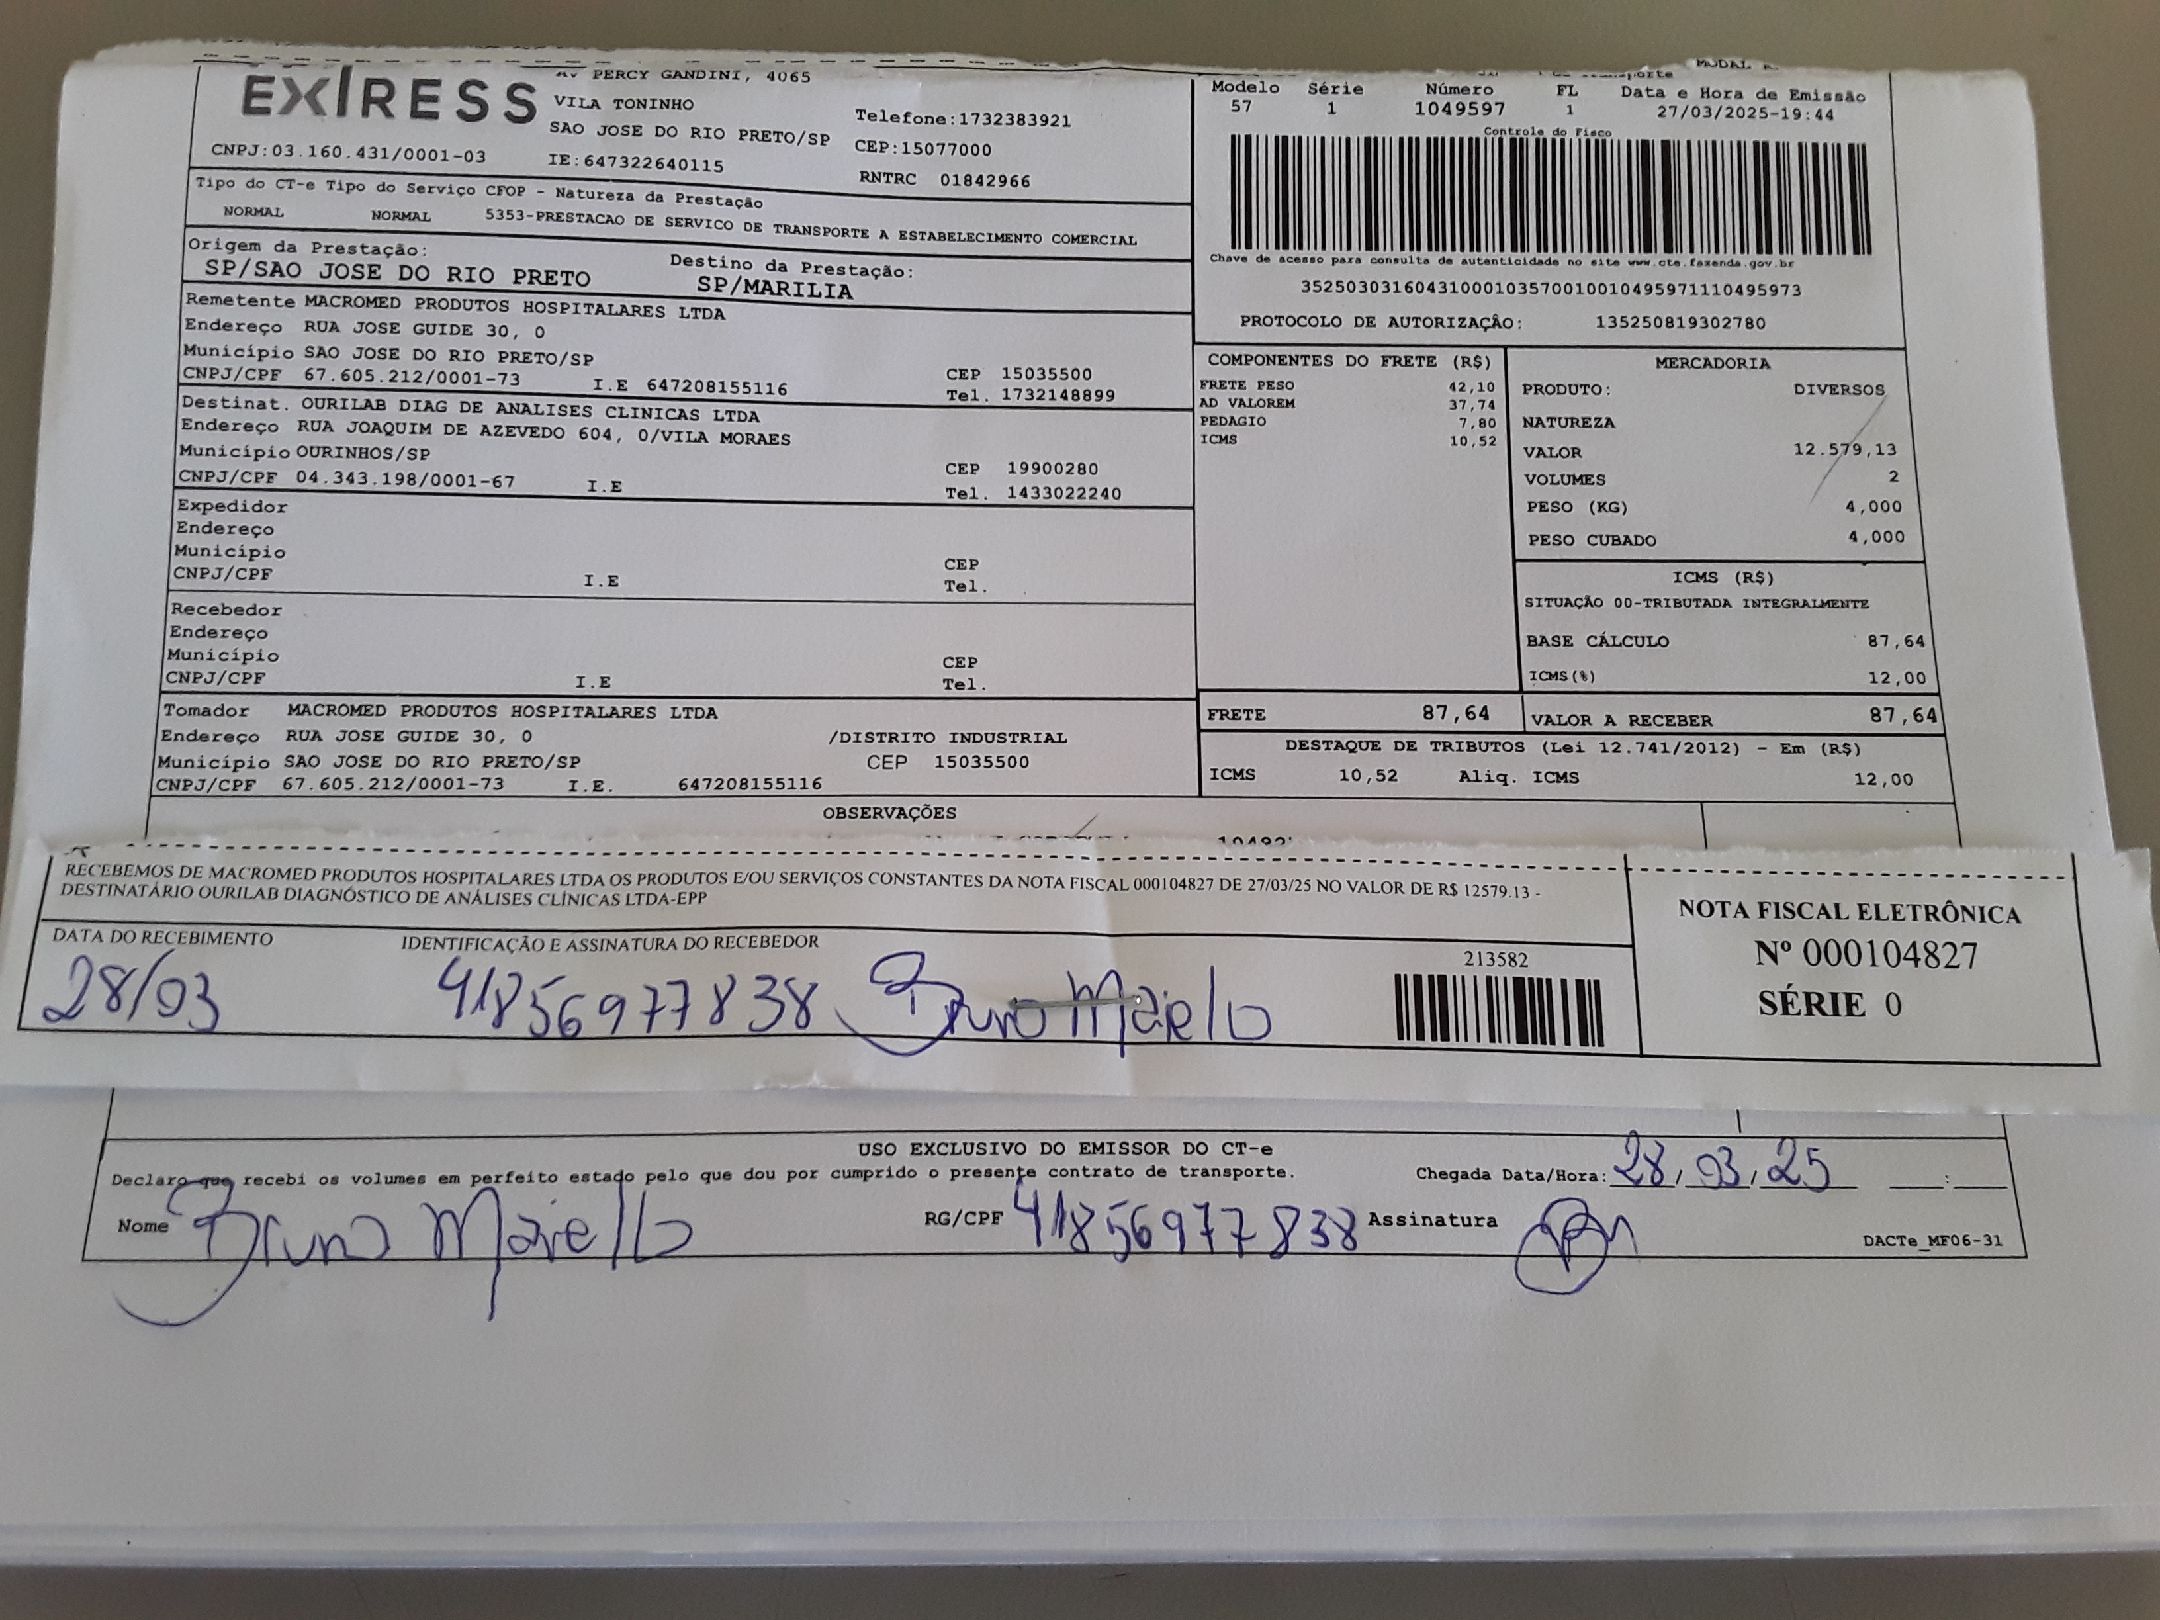 EXIRESS
AV PERCY GANDINI, 4065
VILA TONINHO
SAO JOSE DO RIO PRETO/SP
Telefone:1732383921
CEP:15077000
CNPJ:03.160.431/0001-03 IE:647322640115
RNTRC 01842966
Tipo do CT-e Tipo do Serviço CFOP - Natureza da Prestação
NORMAL NORMAL 5353-PRESTACAO DE SERVICO DE TRANSPORTE A ESTABELECIMENTO COMERCIAL
Origem da Prestação: Destino da Prestação:
SP/SAO JOSE DO RIO PRETO SP/MARILIA
Remetente MACROMED PRODUTOS HOSPITALARES LTDA
Endereço RUA JOSE GUIDE 30, 0
Município SAO JOSE DO RIO PRETO/SP CEP 15035500
CNPJ/CPF 67.605.212/0001-73 I.E 647208155116 Tel. 1732148899
Destinat. OURILAB DIAG DE ANALISES CLINICAS LTDA
Endereço RUA JOAQUIM DE AZEVEDO 604, 0/VILA MORAES
Município OURINHOS/SP CEP 19900280
CNPJ/CPF 04.343.198/0001-67 I.E Tel. 1433022240
Expedidor
Endereço
Município CEP
CNPJ/CPF I.E Tel.
Recebedor
Endereço
Município CEP
CNPJ/CPF I.E Tel.
Tomador MACROMED PRODUTOS HOSPITALARES LTDA
Endereço RUA JOSE GUIDE 30, 0 /DISTRITO INDUSTRIAL
Município SAO JOSE DO RIO PRETO/SP CEP 15035500
CNPJ/CPF 67.605.212/0001-73 I.E. 647208155116
Modelo Série Número FL Data e Hora de Emissão
57 1 1049597 1 27/03/2025-19:44
Controle do Fisco
Chave de acesso para consulta de autenticidade no site www.cte.fazenda.gov.br
35250303160431000103570010010495971110495973
PROTOCOLO DE AUTORIZAÇÃO: 135250819302780
COMPONENTES DO FRETE (R$)
FRETE PESO 42,10
AD VALOREM 37,74
PEDAGIO 7,80
ICMS 10,52
MERCADORIA
PRODUTO: DIVERSOS
NATUREZA
VALOR 12.579,13
VOLUMES 2
PESO (KG) 4,000
PESO CUBADO 4,000
ICMS (R$)
SITUAÇÃO 00-TRIBUTADA INTEGRALMENTE
BASE CÁLCULO 87,64
ICMS(%) 12,00
FRETE 87,64 VALOR A RECEBER 87,64
DESTAQUE DE TRIBUTOS (Lei 12.741/2012) - Em (R$)
ICMS 10,52 Aliq. ICMS 12,00
OBSERVAÇÕES
RECEBEMOS DE MACROMED PRODUTOS HOSPITALARES LTDA OS PRODUTOS E/OU SERVIÇOS CONSTANTES DA NOTA FISCAL 000104827 DE 27/03/25 NO VALOR DE R$ 12579.13 -
DESTINATÁRIO OURILAB DIAGNÓSTICO DE ANÁLISES CLÍNICAS LTDA-EPP
DATA DO RECEBIMENTO IDENTIFICAÇÃO E ASSINATURA DO RECEBEDOR
28/03 41856977838 Bruno Maiello
213582
NOTA FISCAL ELETRÔNICA
Nº 000104827
SÉRIE 0
USO EXCLUSIVO DO EMISSOR DO CT-e
Declaro que recebi os volumes em perfeito estado pelo que dou por cumprido o presente contrato de transporte. Chegada Data/Hora: 28/03/25 __:__
Nome Bruno Maiello RG/CPF 41856977838 Assinatura
DACTe_MF06-31